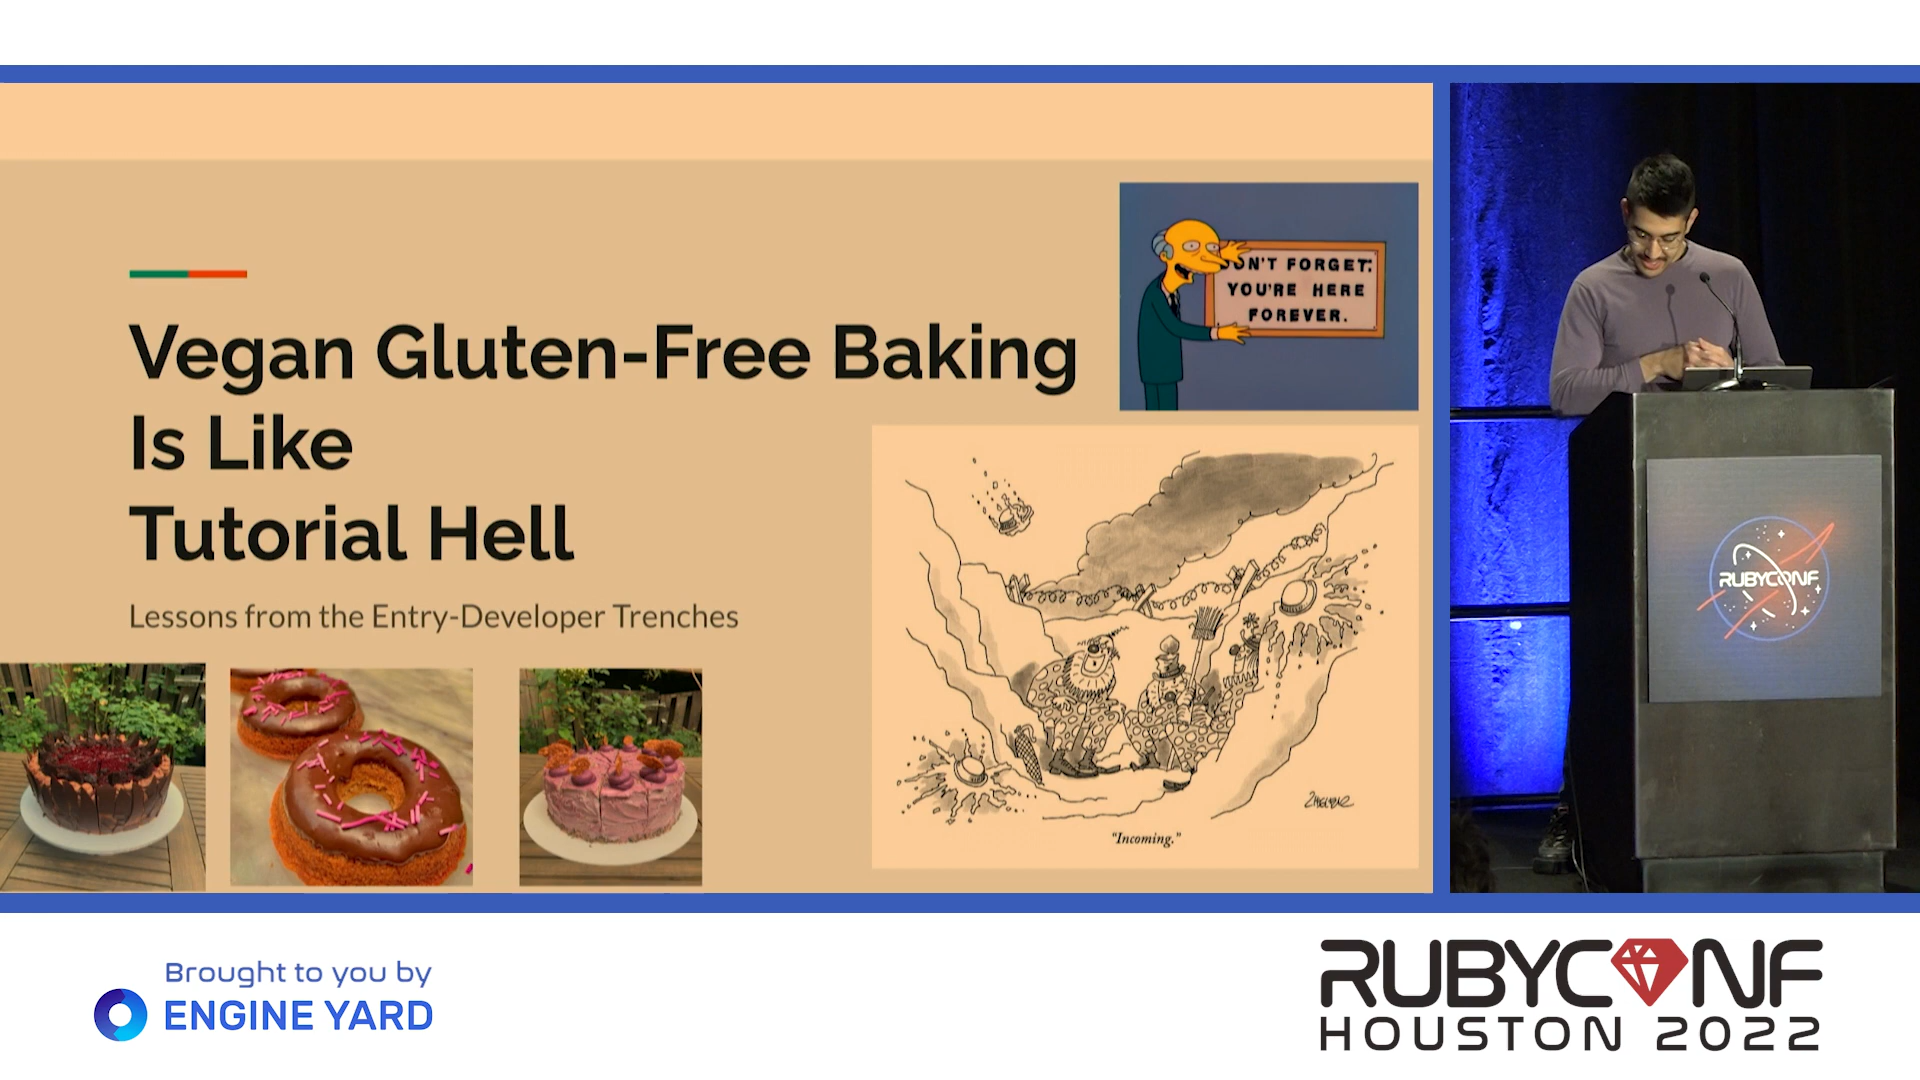 Vegan Gluten-Free Baking
Is Like
Tutorial Hell
Lessons from the Entry-Developer Trenches
DON'T FORGET:
YOU'RE HERE
FOREVER.
"Incoming."
RUBYCONF
Brought to you by
ENGINE YARD
RUBYCONF
HOUSTON 2022